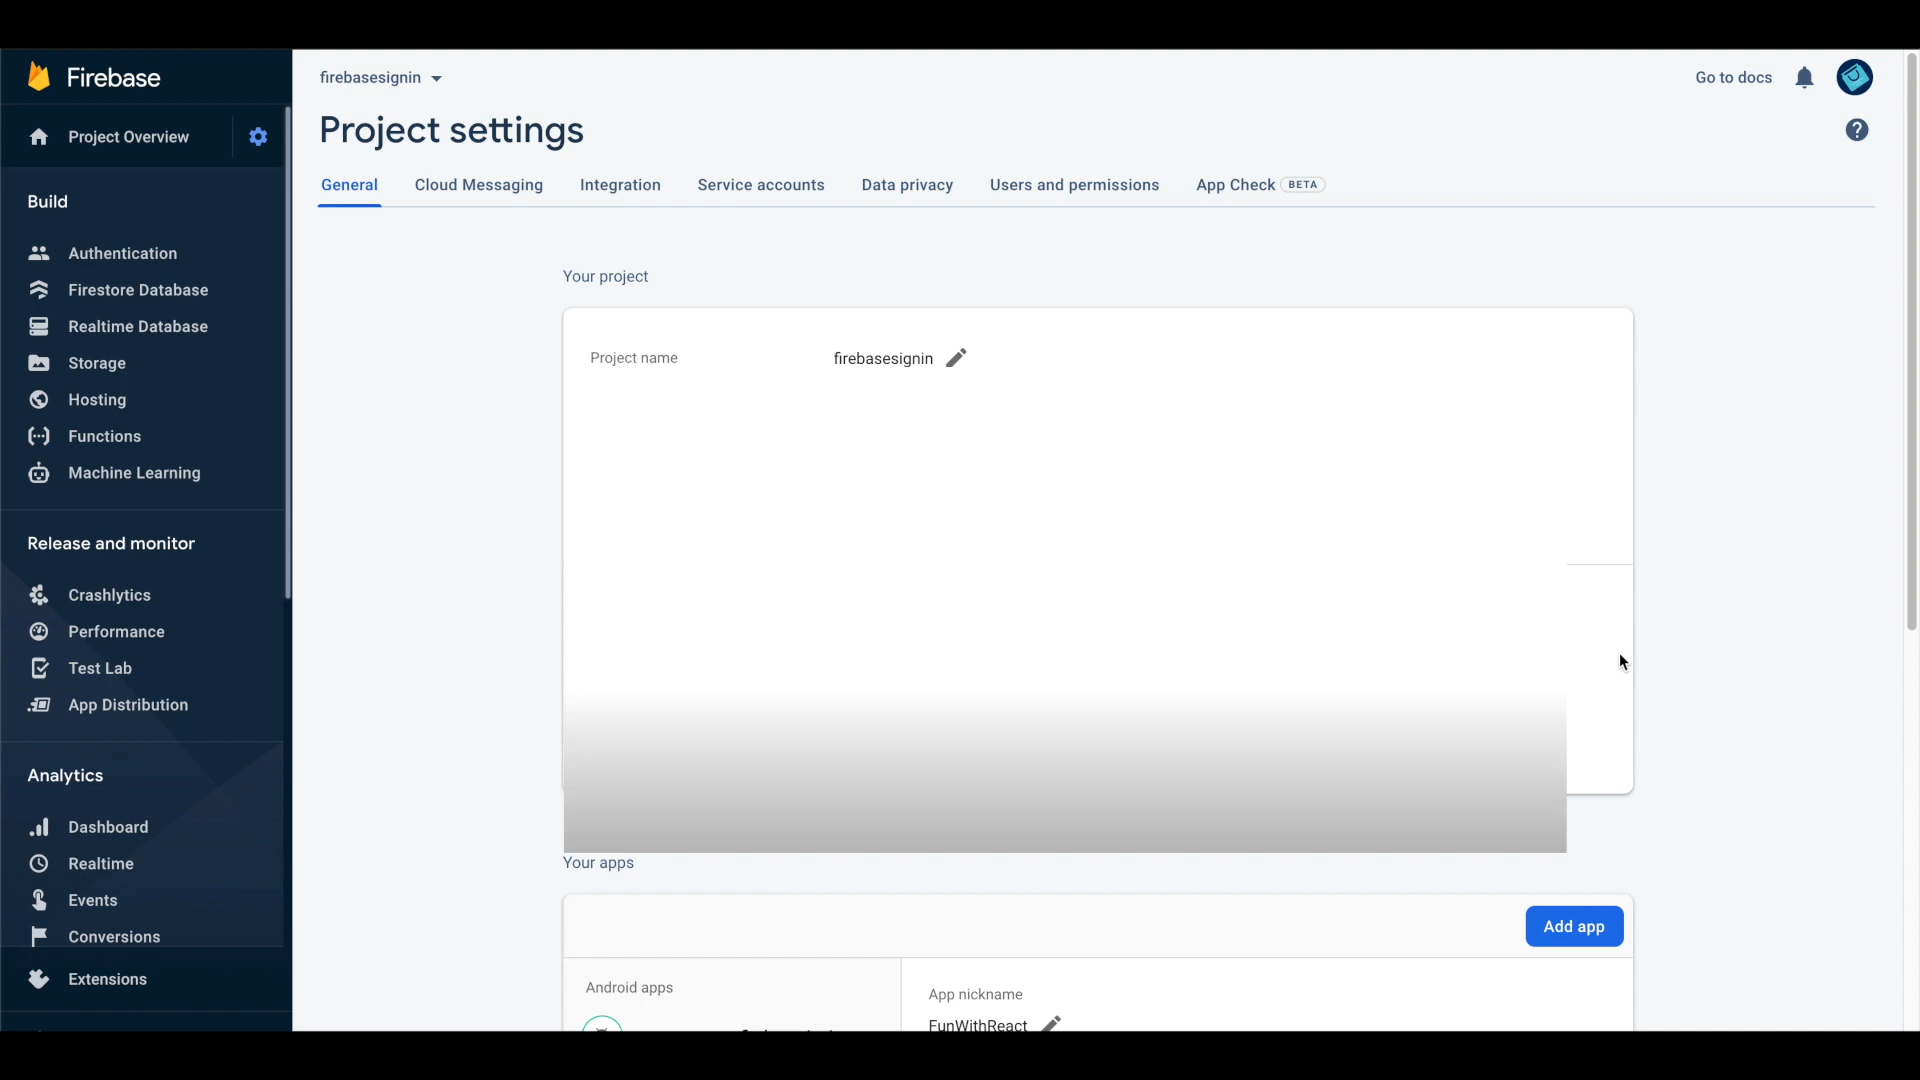 Firebase
Project Overview
Build
Authentication
Firestore Database
Realtime Database
Storage
Hosting
Functions
Machine Learning
Release and monitor
Crashlytics
Performance
Test Lab
App Distribution
Analytics
Dashboard
Realtime
Events
Conversions
Extensions
firebasesignin
Go to docs
Project settings
General Cloud Messaging Integration Service accounts Data privacy Users and permissions App Check BETA
Your project
Project name firebasesignin
Your apps
Add app
Android apps
App nickname
FunWithReact